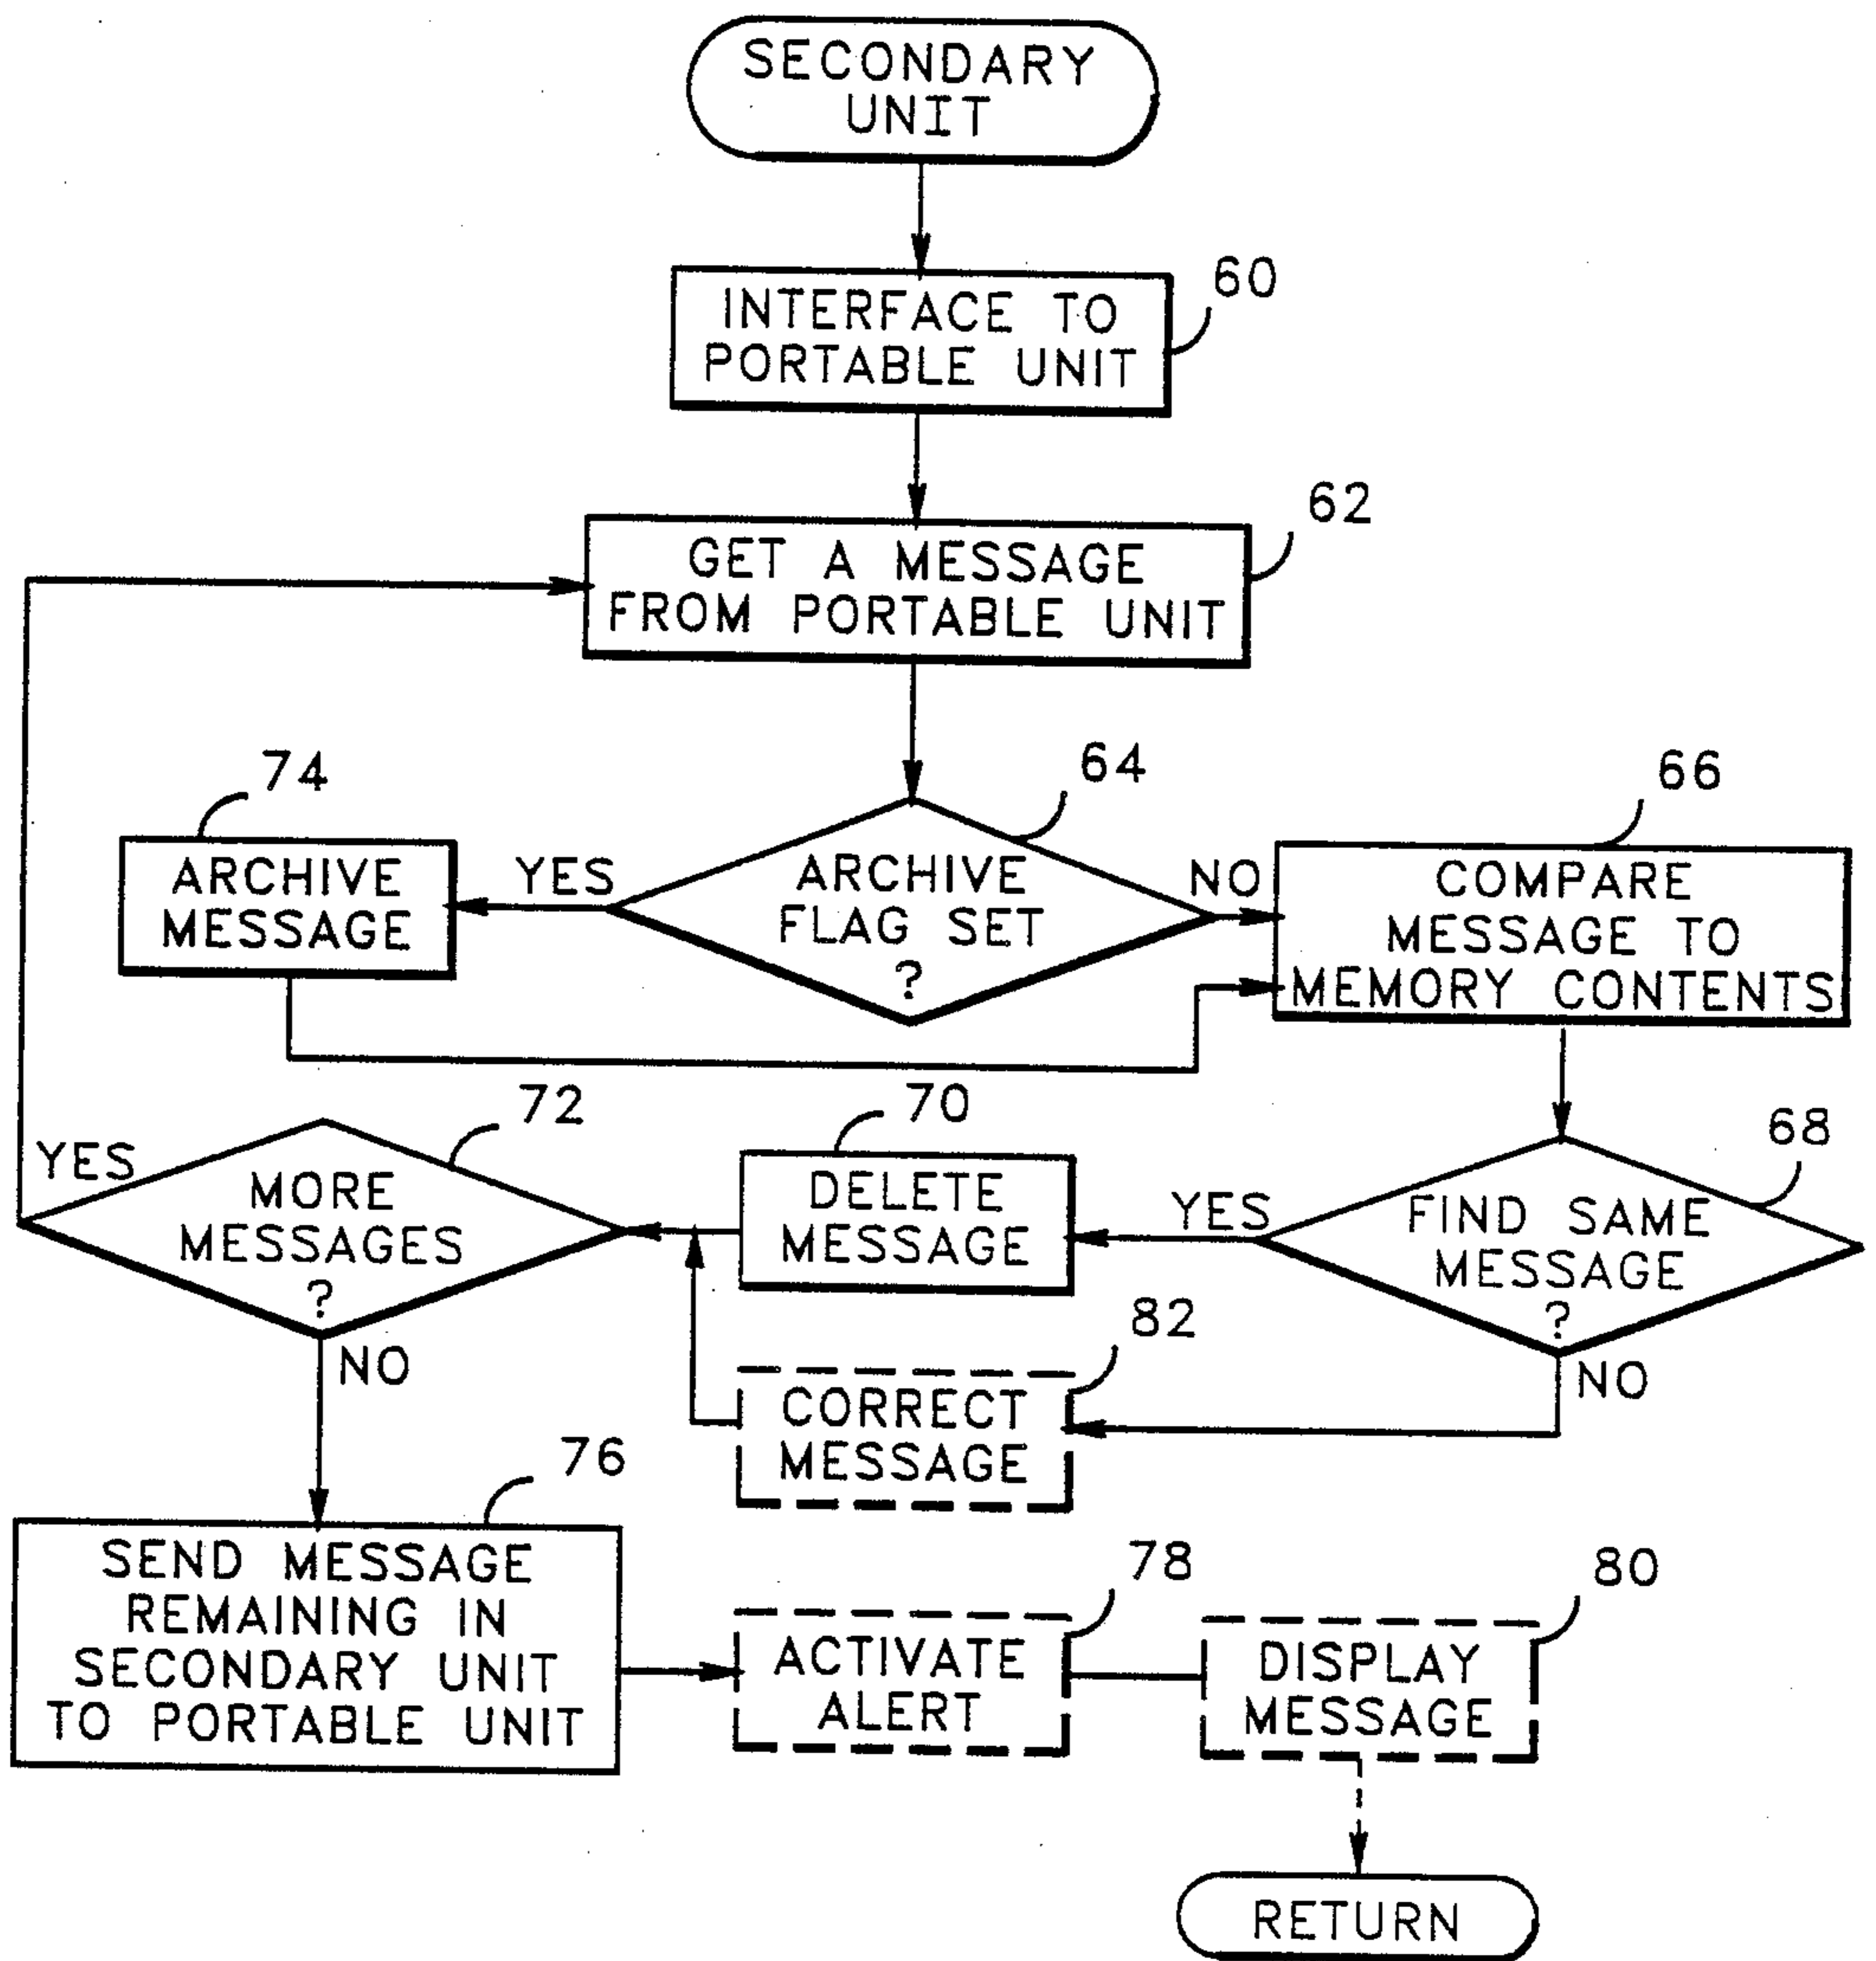 SECONDARY
UNIT
60
INTERFACE TO
PORTABLE UNIT
62
GET A MESSAGE
FROM PORTABLE UNIT
64
ARCHIVE
FLAG SET
?
YES
NO
74
ARCHIVE
MESSAGE
66
COMPARE
MESSAGE TO
MEMORY CONTENTS
68
FIND SAME
MESSAGE
?
YES
NO
70
DELETE
MESSAGE
82
CORRECT
MESSAGE
72
MORE
MESSAGES
?
YES
NO
76
SEND MESSAGE
REMAINING IN
SECONDARY UNIT
TO PORTABLE UNIT
78
ACTIVATE
ALERT
80
DISPLAY
MESSAGE
RETURN